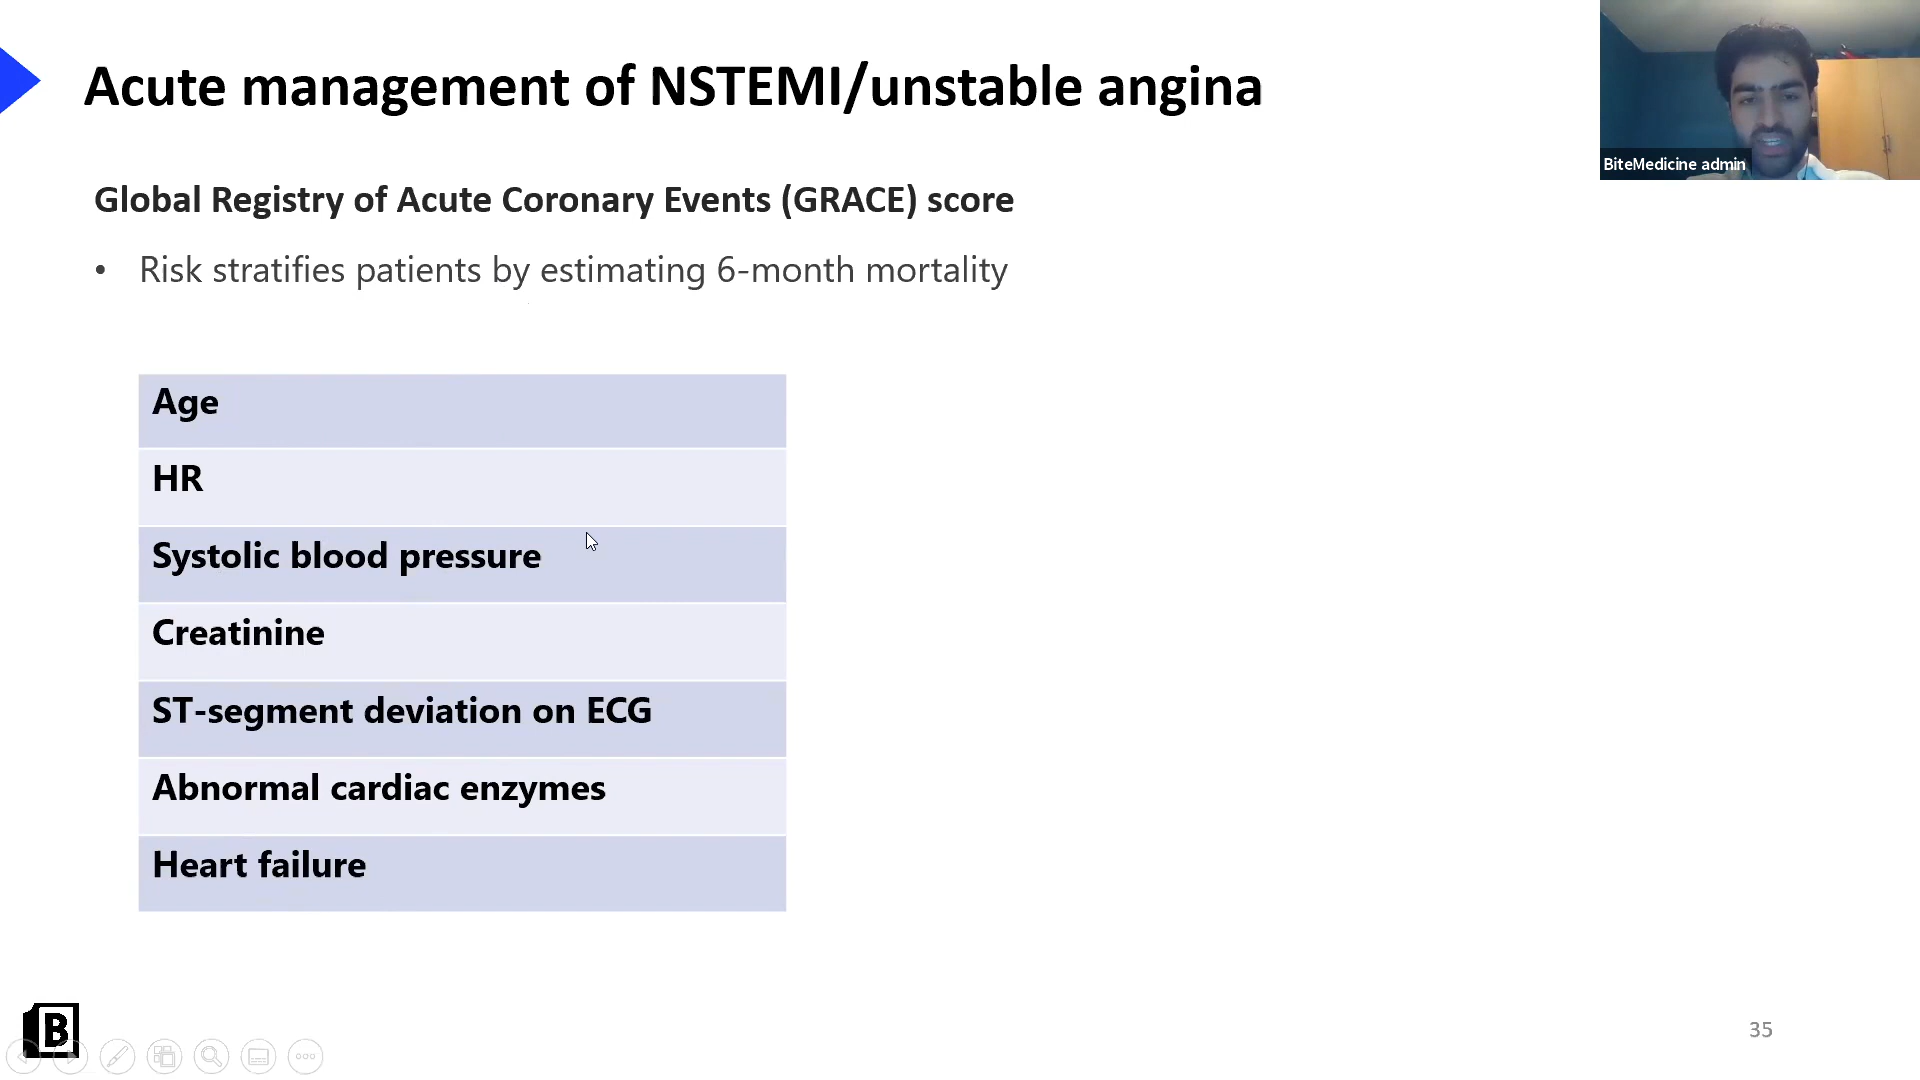 Acute management of NSTEMI/unstable angina
BiteMedicine admin
Global Registry of Acute Coronary Events (GRACE) score
• Risk stratifies patients by estimating 6-month mortality
Age
HR
Systolic blood pressure
Creatinine
ST-segment deviation on ECG
Abnormal cardiac enzymes
Heart failure
B
35